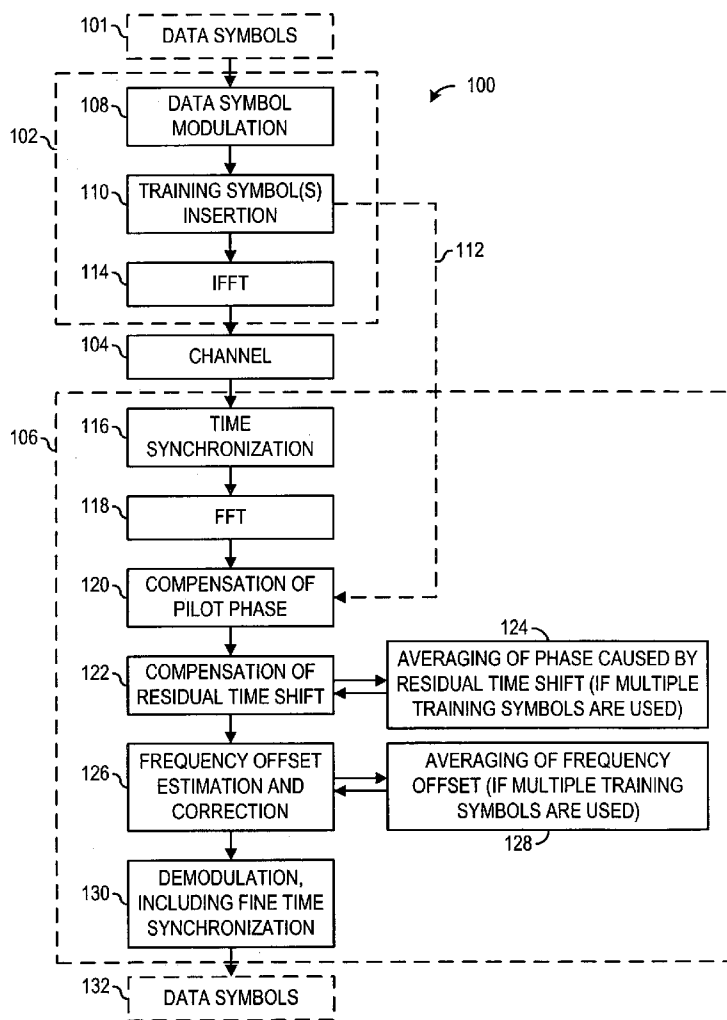 101
DATA SYMBOLS
100
108
DATA SYMBOL
MODULATION
102
110
TRAINING SYMBOL(S)
INSERTION
112
114
IFFT
104
CHANNEL
106
116
TIME
SYNCHRONIZATION
118
FFT
120
COMPENSATION OF
PILOT PHASE
122
COMPENSATION OF
RESIDUAL TIME SHIFT
124
AVERAGING OF PHASE CAUSED BY
RESIDUAL TIME SHIFT (IF MULTIPLE
TRAINING SYMBOLS ARE USED)
126
FREQUENCY OFFSET
ESTIMATION AND
CORRECTION
AVERAGING OF FREQUENCY
OFFSET (IF MULTIPLE TRAINING
SYMBOLS ARE USED)
128
130
DEMODULATION,
INCLUDING FINE TIME
SYNCHRONIZATION
132
DATA SYMBOLS